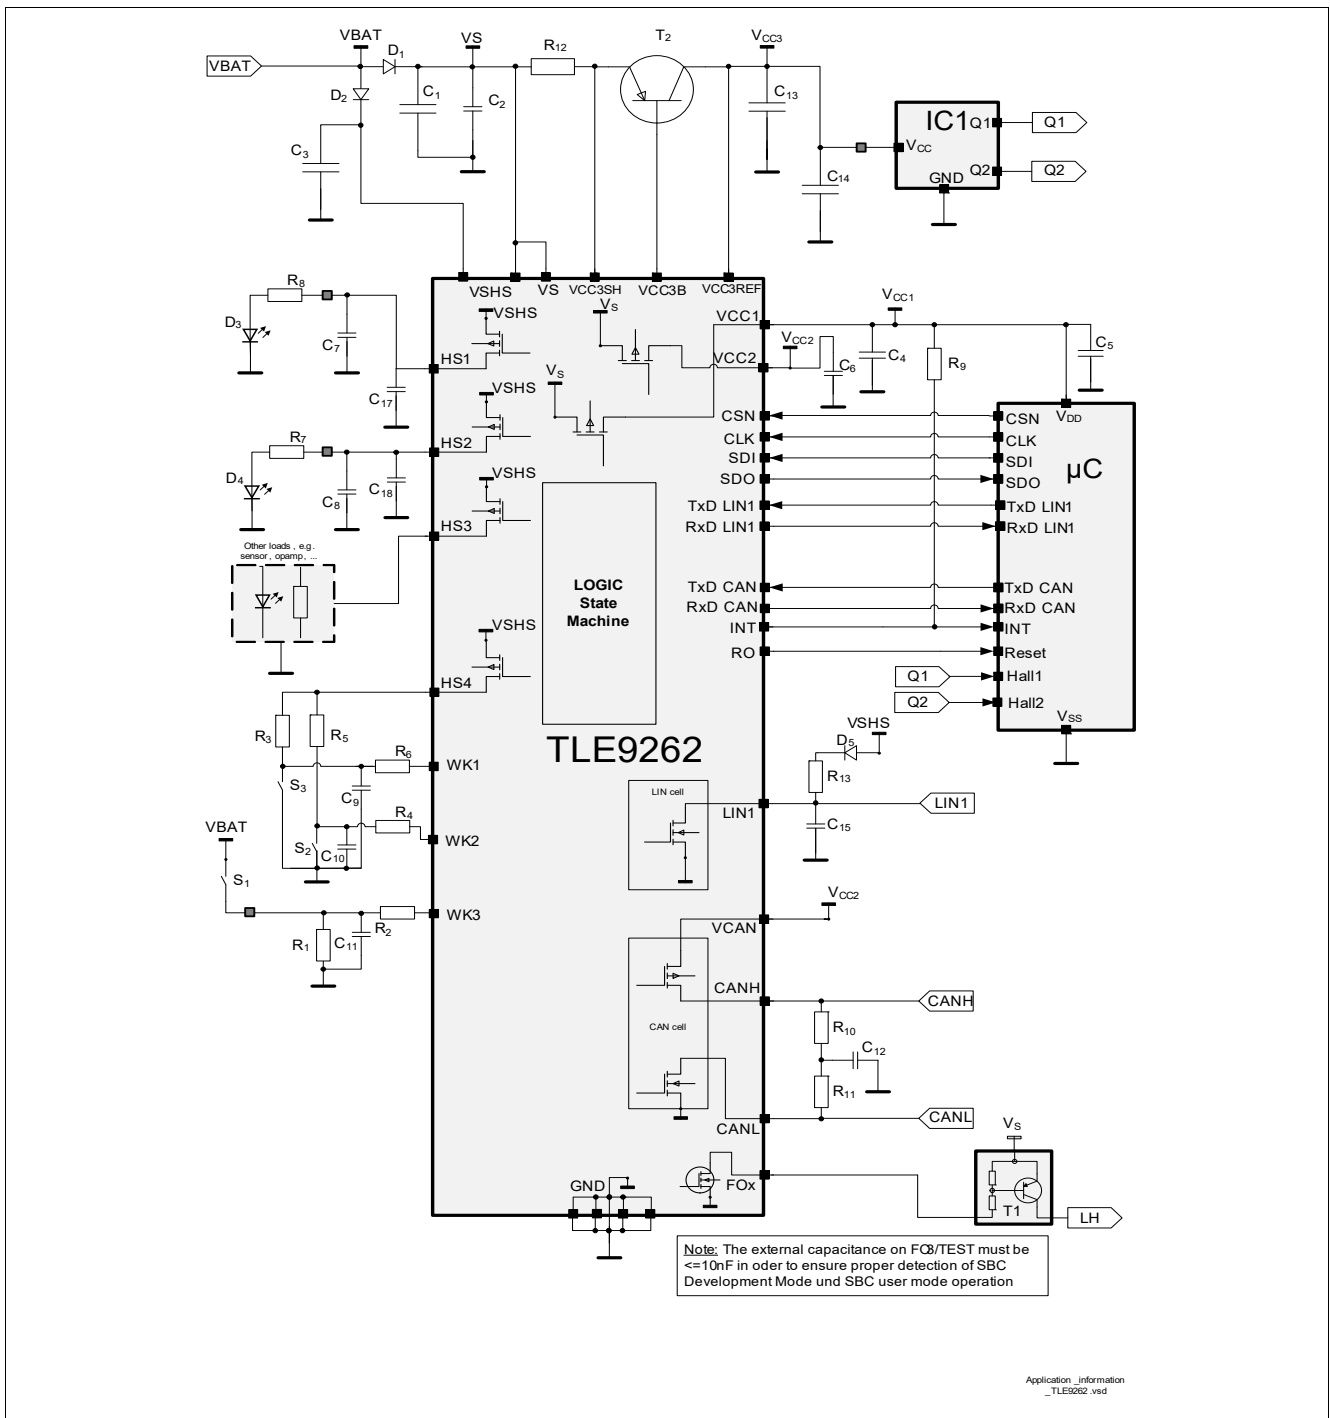 VBAT
VS
R12
T2
VCC3
VBAT
D1
D2
C1
C2
C3
C13
C14
IC1
Q1
Q1
VCC
Q2
Q2
GND
VSHS
VS
VCC3SH
VCC3B
VCC3REF
R8
D3
C7
C17
HS1
VSHS
VS
VCC1
VCC1
VCC2
VCC2
C6
C4
R9
C5
VS
VSHS
HS2
R7
D4
C8
C18
VSHS
HS3
CSN
CLK
SDI
SDO
TxD LIN1
RxD LIN1
TxD CAN
RxD CAN
INT
RO
VDD
CSN
CLK
SDI
SDO
µC
TxD LIN1
RxD LIN1
TxD CAN
RxD CAN
INT
Reset
Hall1
Hall2
VSS
Q1
Q2
Other loads , e.g.
sensor , opamp, ...
LOGIC
State
Machine
VSHS
HS4
R3
R5
R6
WK1
S3
C9
R4
WK2
S2
C10
VBAT
S1
R1
C11
R2
WK3
TLE9262
VSHS
D5
R13
LIN cell
LIN1
LIN1
C15
VCC2
VCAN
CANH
CANH
CAN cell
R10
C12
R11
CANL
CANL
VS
GND
FOx
T1
LH
Note: The external capacitance on FO3/TEST must be
<=10nF in oder to ensure proper detection of SBC
Development Mode und SBC user mode operation
Application _information
_TLE9262 .vsd